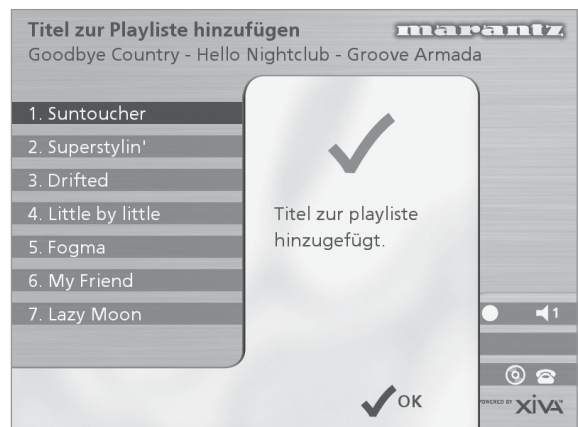 Titel zur Playliste hinzufügen
marantz
Goodbye Country - Hello Nightclub - Groove Armada
1. Suntoucher
2. Superstylin'
3. Drifted
4. Little by little
5. Fogma
6. My Friend
7. Lazy Moon
Titel zur playliste
hinzugefügt.
1
OK
POWERED BY XiVA